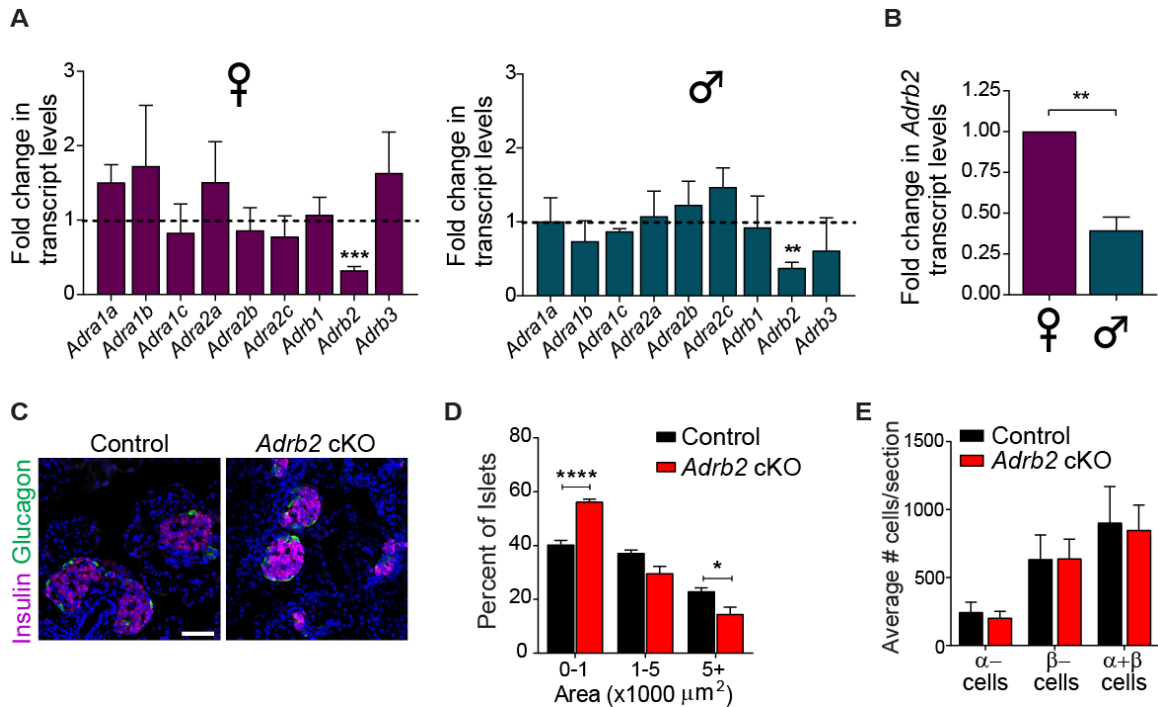 A
Fold change in
transcript levels
3
2
1
0
♀
Adra1a
Adra1b
Adra1c
Adra2a
Adra2b
Adra2c
Adrb1
***
Adrb2
Adrb3
Fold change in
transcript levels
3
2
1
0
♂
Adra1a
Adra1b
Adra1c
Adra2a
Adra2b
Adra2c
Adrb1
**
Adrb2
Adrb3
B
Fold change in Adrb2
transcript levels
1.25
1.00
0.75
0.50
0.25
0.00
**
♀ ♂
C
Control
Adrb2 cKO
Insulin Glucagon
D
Percent of Islets
80
60
40
20
0
Control
Adrb2 cKO
****
*
0-1 1-5 5+
Area (x1000 μm²)
E
Average # cells/section
1500
1000
500
0
Control
Adrb2 cKO
α– β– α+β
cells cells cells